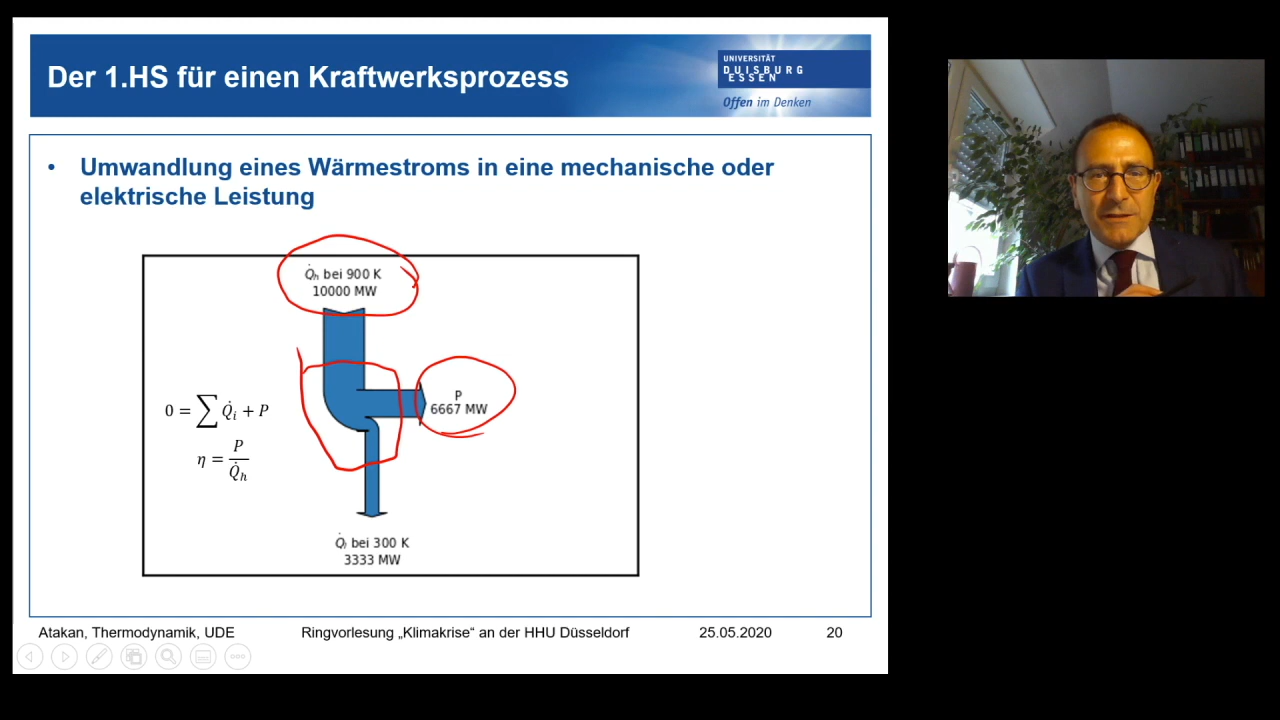 Der 1.HS für einen Kraftwerksprozess
UNIVERSITÄT
DUISBURG
ESSEN
Offen im Denken
• Umwandlung eines Wärmestroms in eine mechanische oder
elektrische Leistung
Q̇h bei 900 K
10000 MW
P
6667 MW
0 = ∑ Q̇i + P
η = P / Q̇h
Q̇l bei 300 K
3333 MW
Atakan, Thermodynamik, UDE
Ringvorlesung „Klimakrise“ an der HHU Düsseldorf
25.05.2020
20